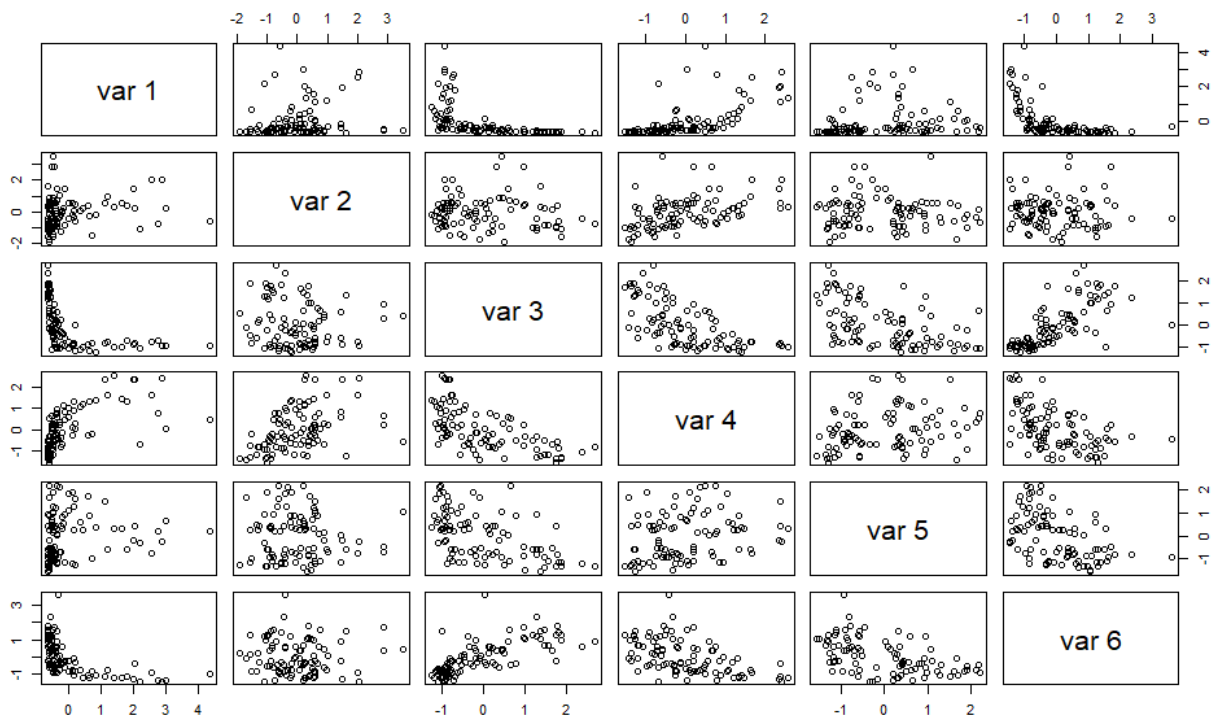 -2 -1 0 1 2 3
-1 0 1 2
-1 0 1 2 3
var 1
0 2 4
-2 0 2
var 2
var 3
-1 0 1 2
-1 0 1 2
var 4
var 5
-1 0 1 2
-1 1 3
var 6
0 1 2 3 4
-1 0 1 2
-1 0 1 2